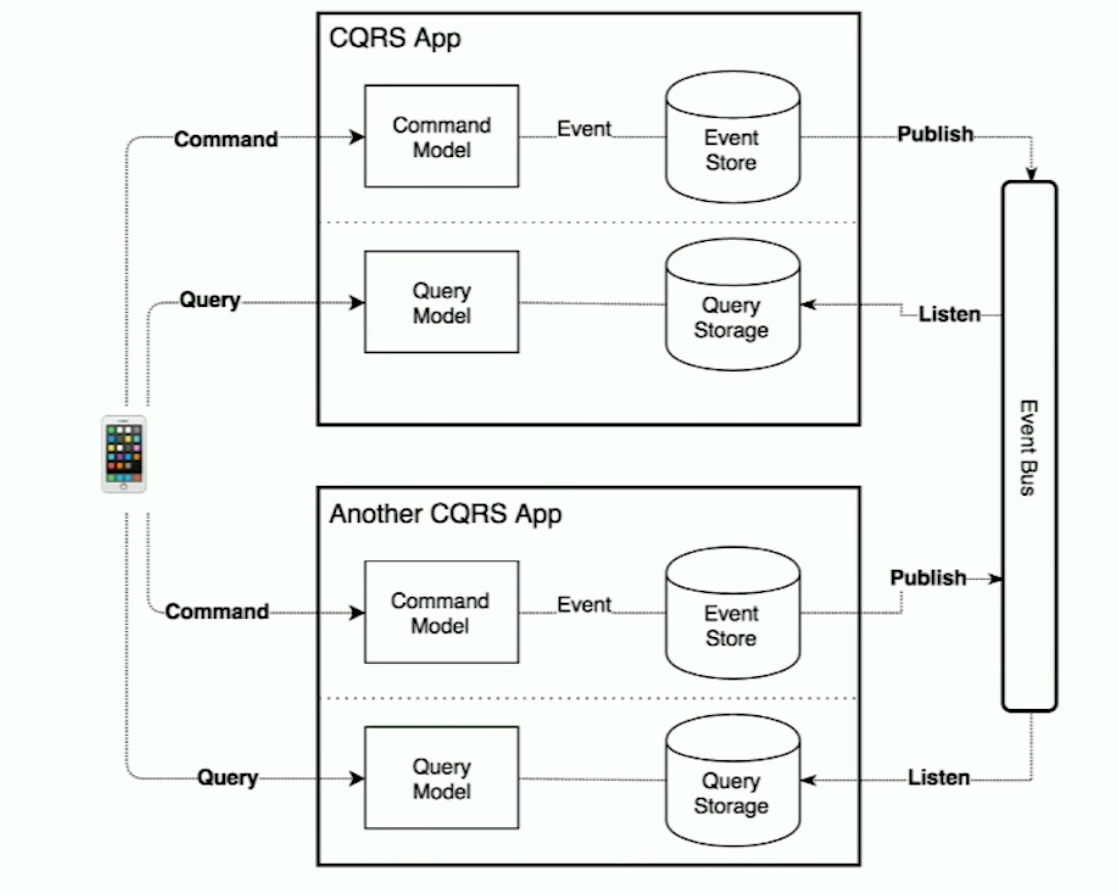 CQRS App
Command
Command
Model
Event
Event
Store
Publish
Query
Query
Model
Query
Storage
Listen
Event Bus
Another CQRS App
Command
Command
Model
Event
Event
Store
Publish
Query
Query
Model
Query
Storage
Listen